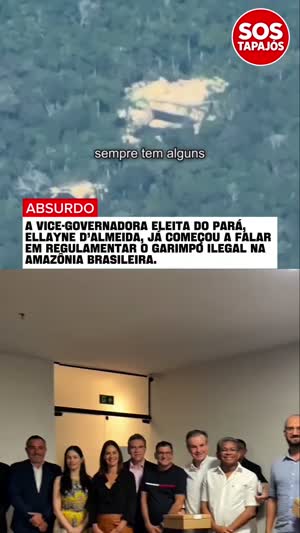 SOS
TAPAJÓS
sempre tem alguns
ABSURDO
A VICE-GOVERNADORA ELEITA DO PARÁ,
ELLAYNE D'ALMEIDA, JÁ COMEÇOU A FALAR
EM REGULAMENTAR O GARIMPO ILEGAL NA
AMAZÔNIA BRASILEIRA.